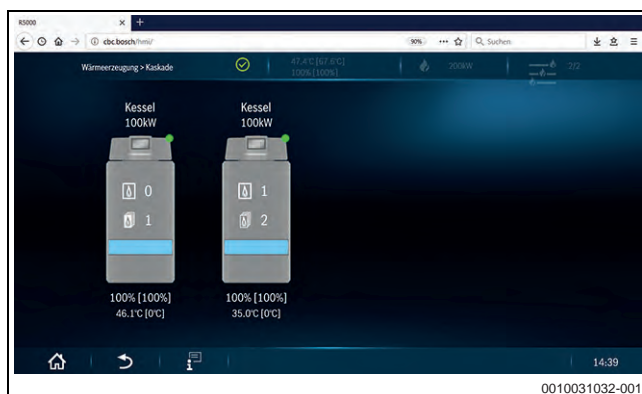 R5000
cbc.bosch/hmi/
90%
Suchen
Wärmeerzeugung > Kaskade
47.4°C [67.6°C]
100% [100%]
200kW
2/2
Kessel
100kW
Kessel
100kW
0
1
1
2
100% [100%]
46.1°C [0°C]
100% [100%]
35.0°C [0°C]
14:39
0010031032-001